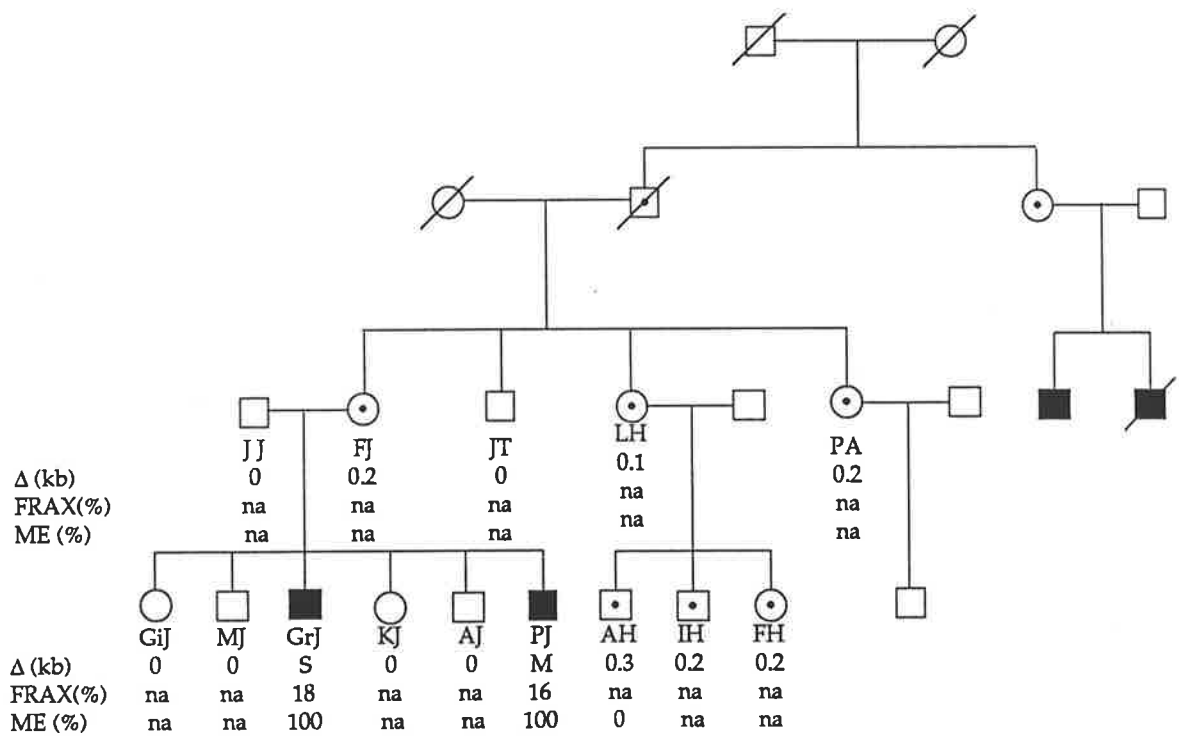 J J FJ JT LH PA
Δ (kb) 0 0.2 0 0.1 0.2
FRAX(%) na na na na na
ME (%) na na na na na
GiJ MJ GrJ KJ AJ PJ AH IH FH
Δ (kb) 0 0 S 0 0 M 0.3 0.2 0.2
FRAX(%) na na 18 na na 16 na na na
ME (%) na na 100 na na 100 0 na na